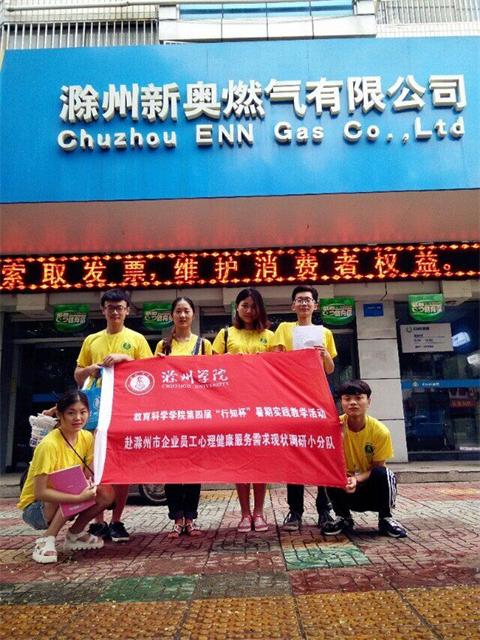 滁州新奥燃气有限公司
Chuzhou ENN Gas Co.,Ltd
索取发票,维护消费者权益。
滁州学院
CHUZHOU UNIVERSITY
教育科学学院第四届“行知杯”暑期实践教学活动
赴滁州市企业员工心理健康服务需求现状调研小分队